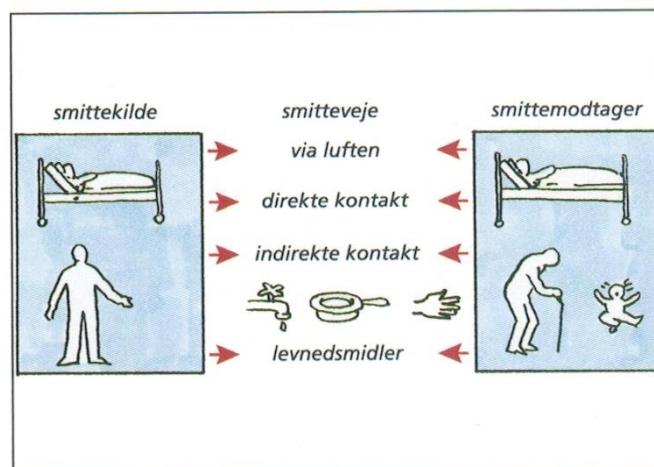 smittekilde smitteveje smittemodtager
via luften
direkte kontakt
indirekte kontakt
levnedsmidler